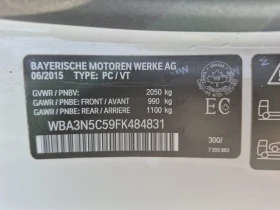 BAYERISCHE MOTOREN WERKE AG
06/2015 TYPE: PC / VT
GVWR / PNBV: 2050 kg
GAWR / PNBE: FRONT / AVANT 990 kg
GAWR / PNBE: REAR / ARRIERE 1100 kg
WBA3N5C59FK484831
EC
300/